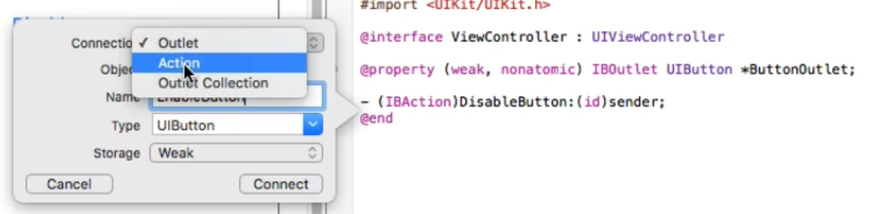 #import <UIKit/UIKit.h>
Connectio ✓ Outlet
@interface ViewController : UIViewController
Objec Action
@property (weak, nonatomic) IBOutlet UIButton *ButtonOutlet;
Outlet Collection
Name EnableButton
- (IBAction)DisableButton:(id)sender;
@end
Type UIButton
Storage Weak
Cancel Connect